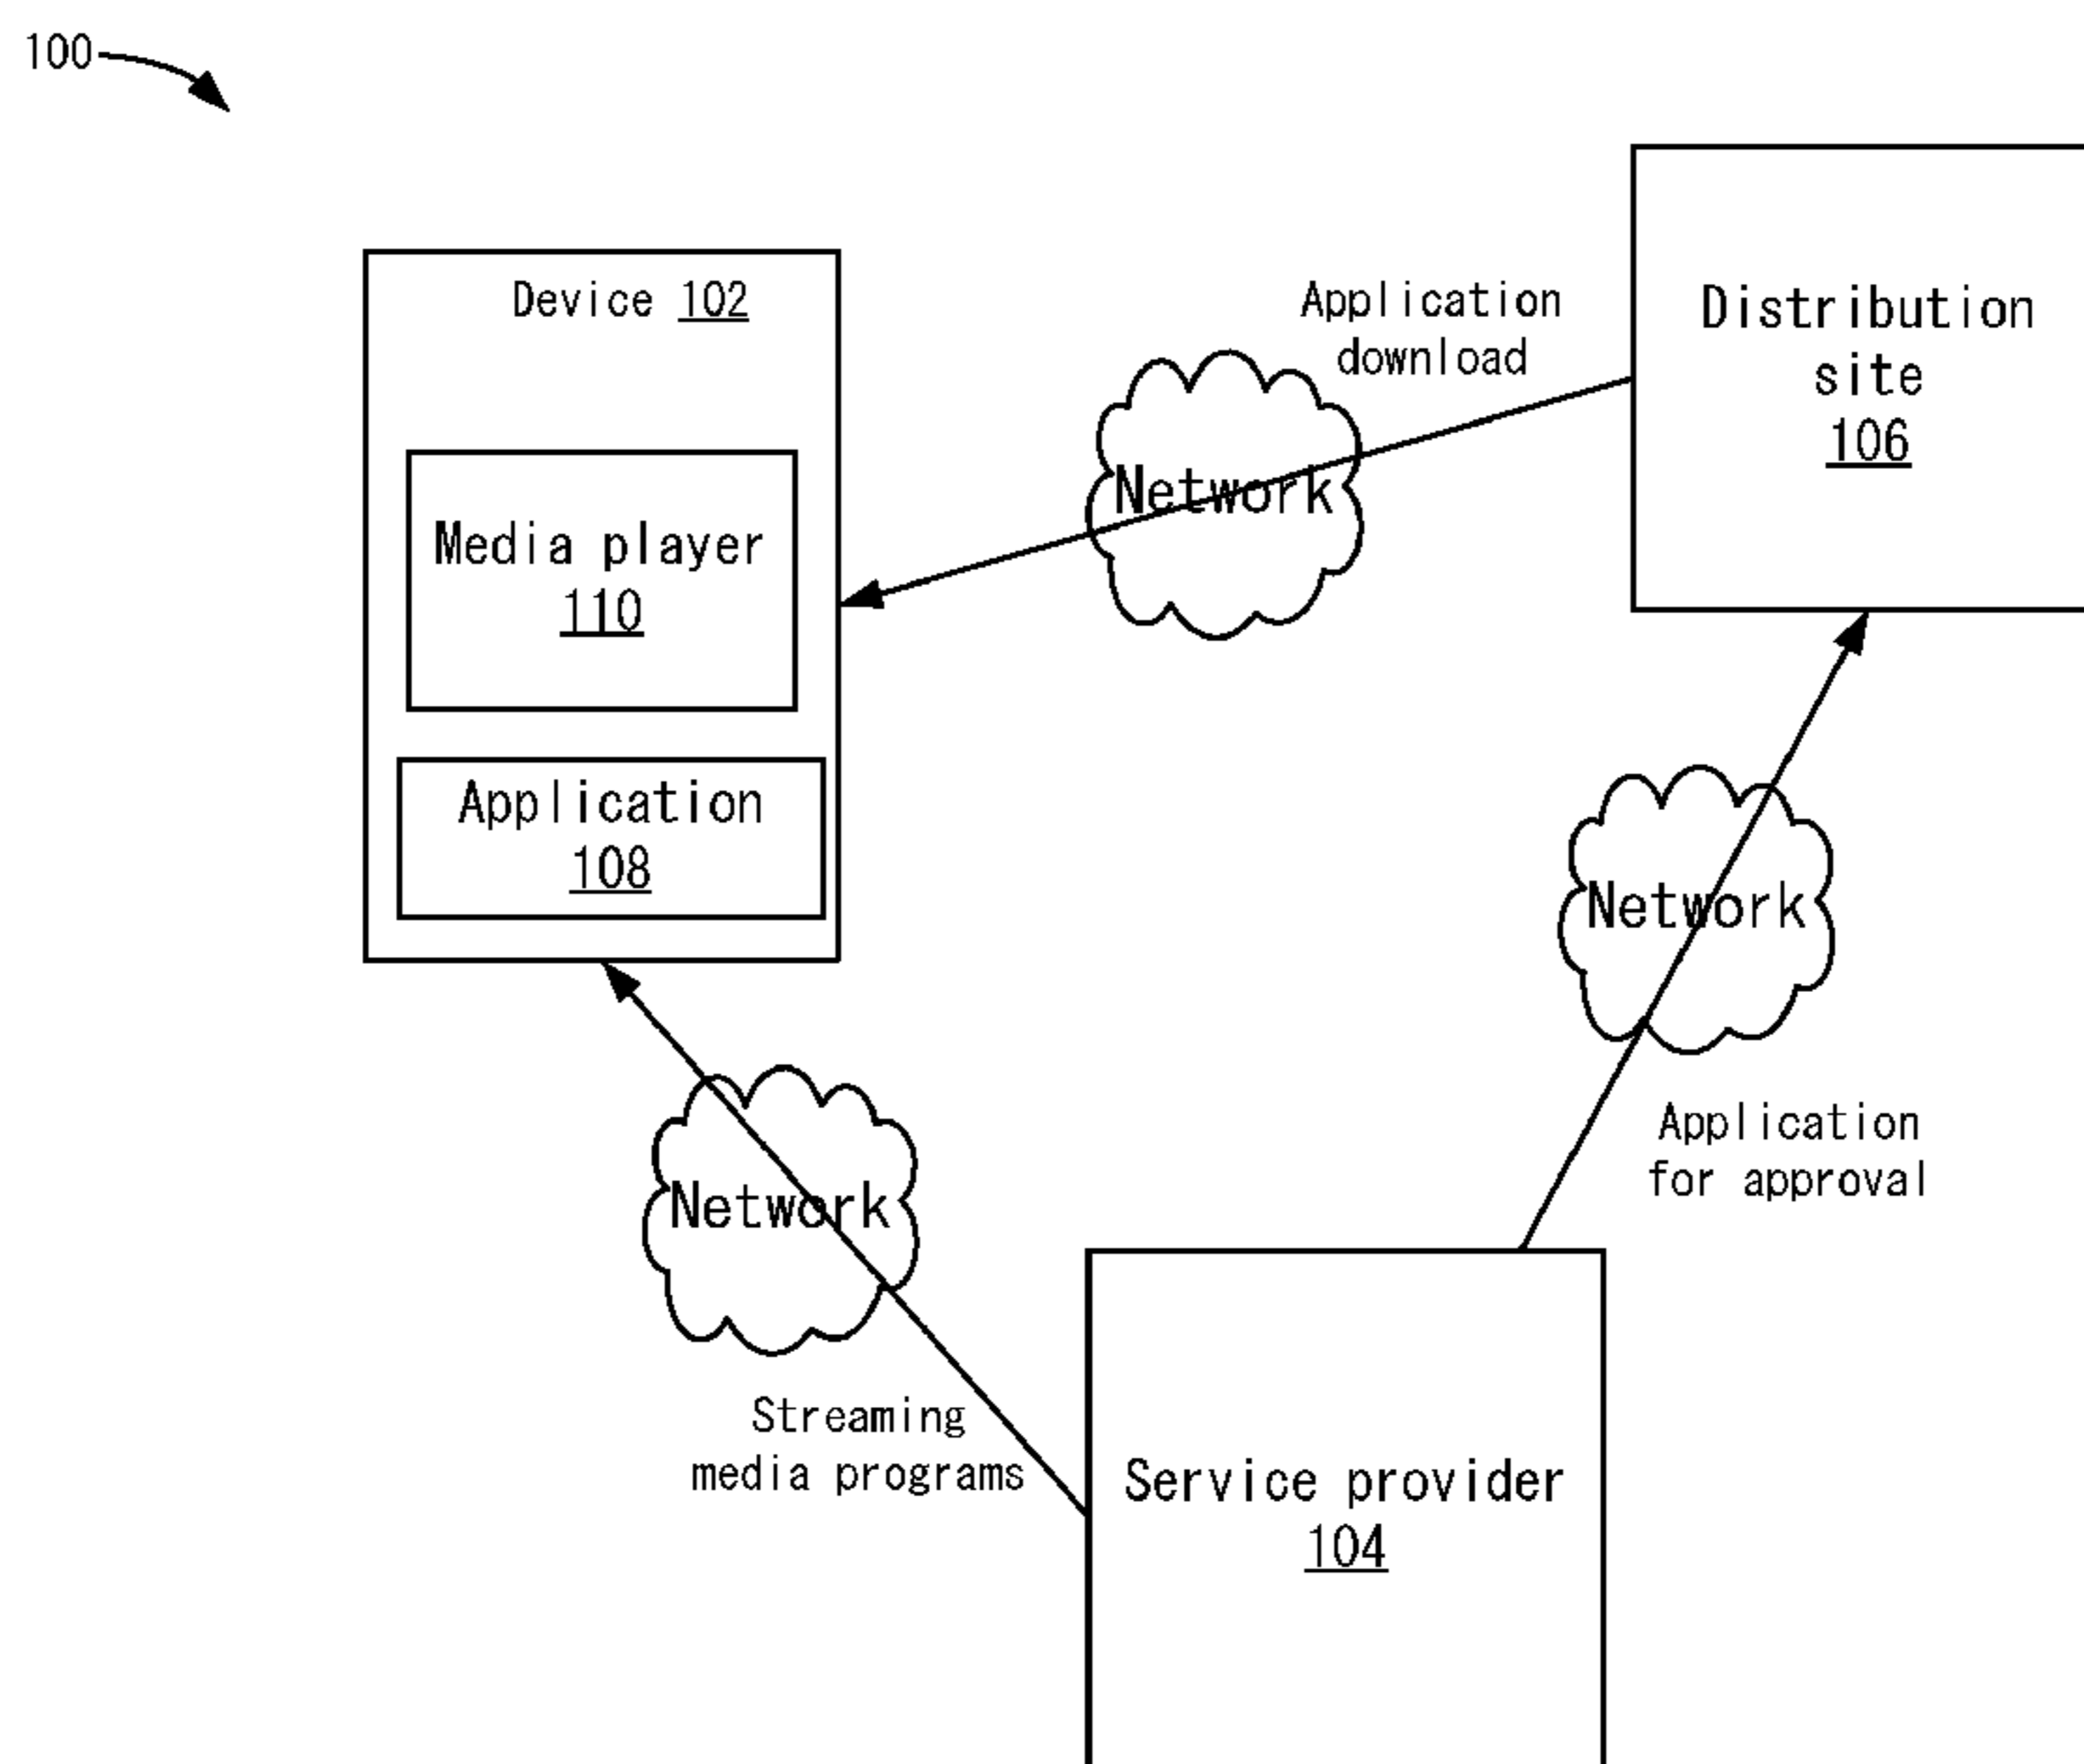 100
Device 102
Media player
110
Application
108
Application
download
Network
Distribution
site
106
Network
Application
for approval
Network
Streaming
media programs
Service provider
104